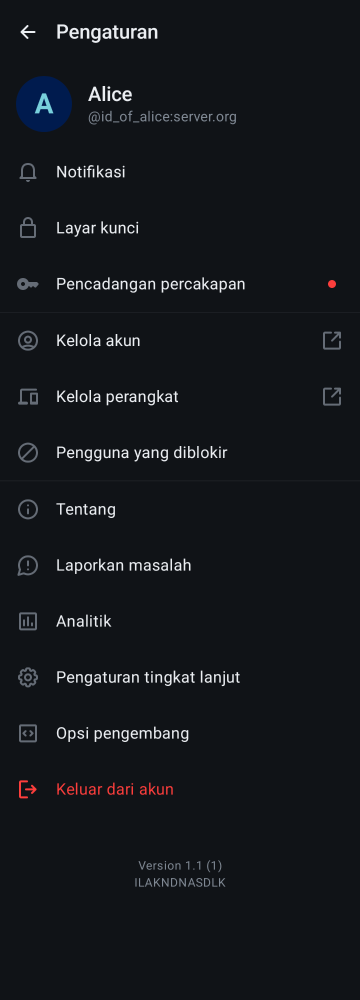 Pengaturan
A
Alice
@id_of_alice:server.org
Notifikasi
Layar kunci
Pencadangan percakapan
Kelola akun
Kelola perangkat
Pengguna yang diblokir
Tentang
Laporkan masalah
Analitik
Pengaturan tingkat lanjut
Opsi pengembang
Keluar dari akun
Version 1.1 (1)
ILAKNDNASDLK